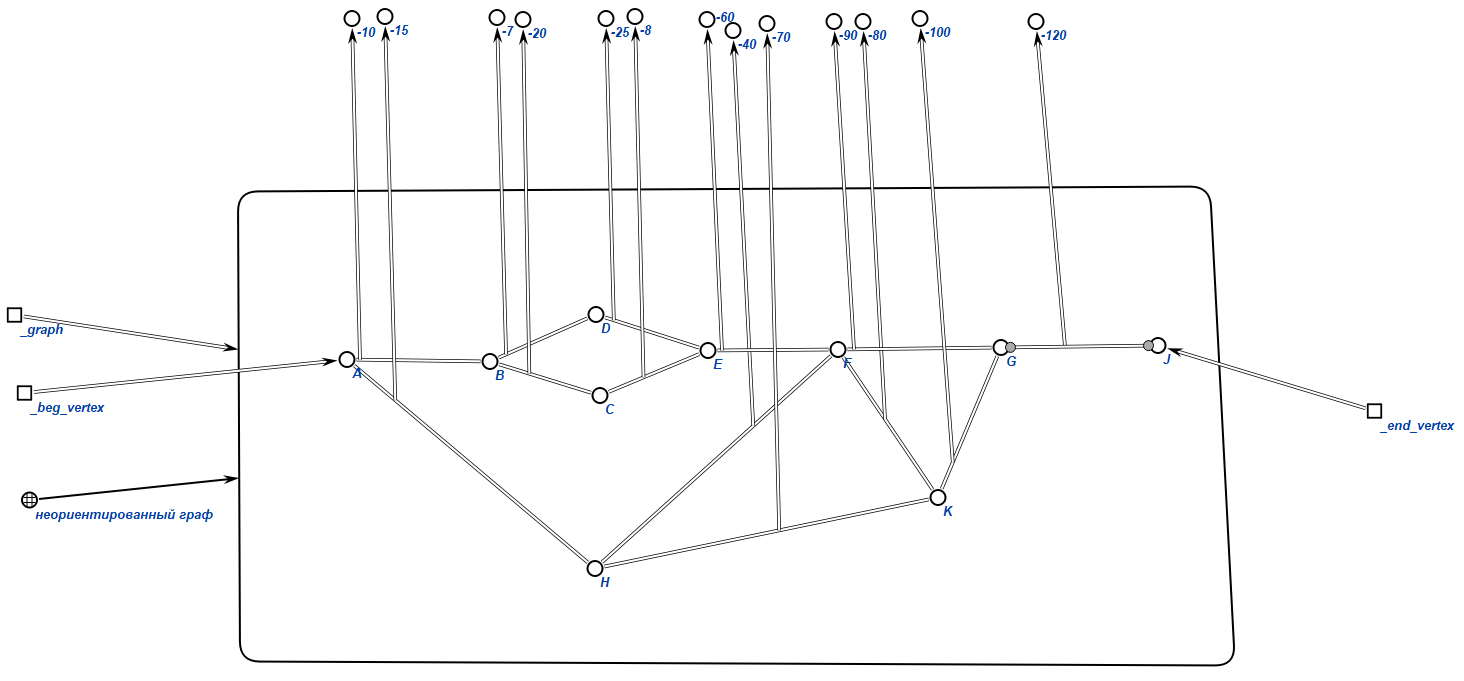 -10
-15
-7
-20
-25
-8
-60
-40
-70
-90
-80
-100
-120
_graph
_beg_vertex
неориентированный граф
A
B
D
C
E
F
G
J
H
K
_end_vertex